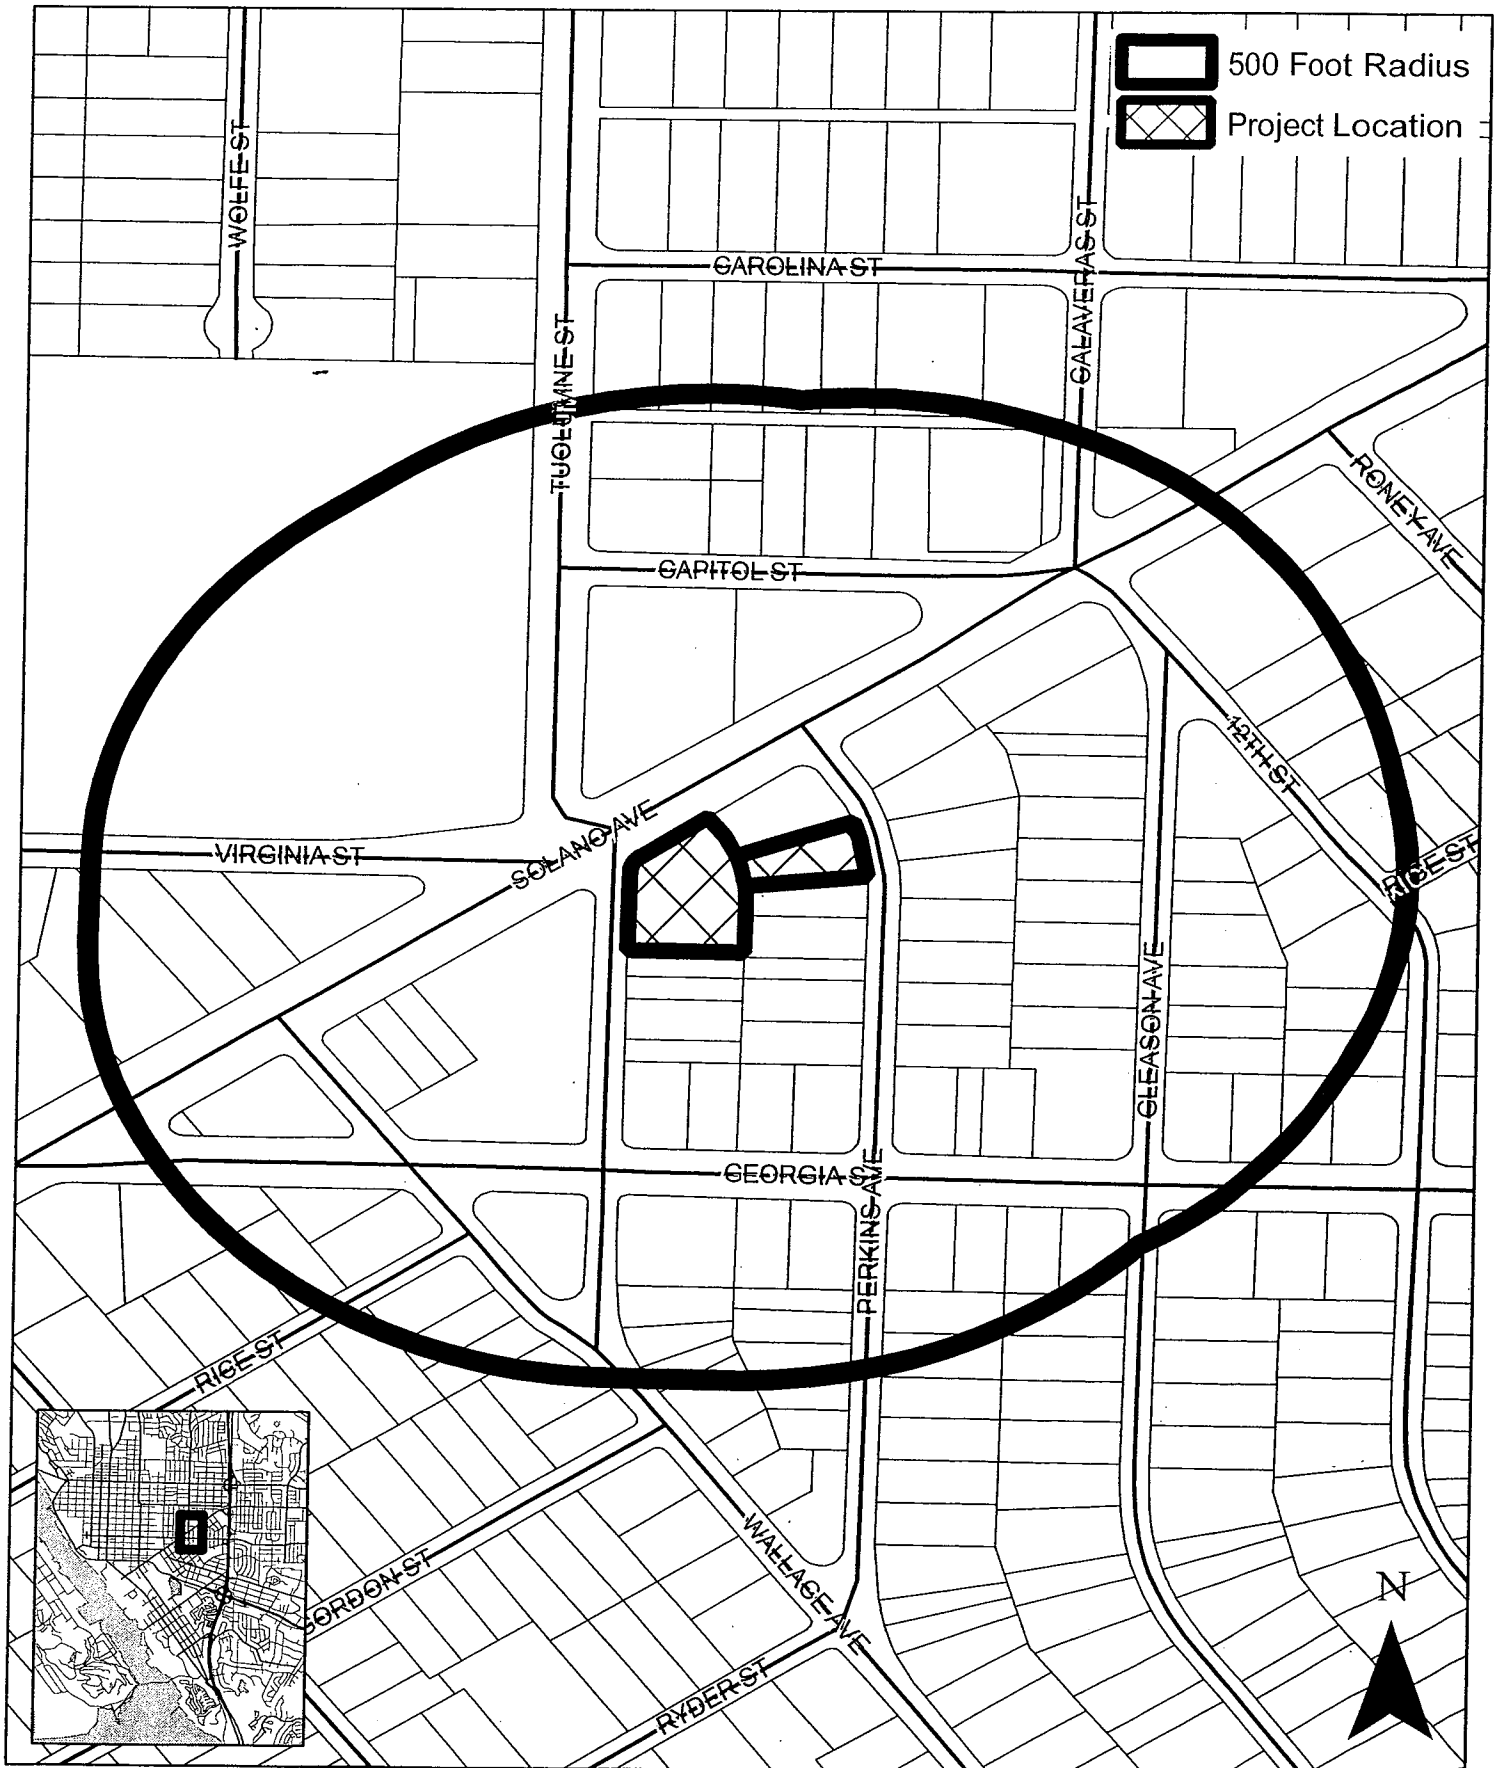 500 Foot Radius
Project Location
WOLFE ST
CAROLINA ST
CALAVERAS ST
TUOLUMNE ST
RONEY AVE
CAPITOL ST
12TH ST
SOLANO AVE
VIRGINIA ST
RICE ST
GLEASON AVE
GEORGIA ST
PERKINS AVE
RICE ST
WALLACE AVE
GORDON ST
RYDER ST
N